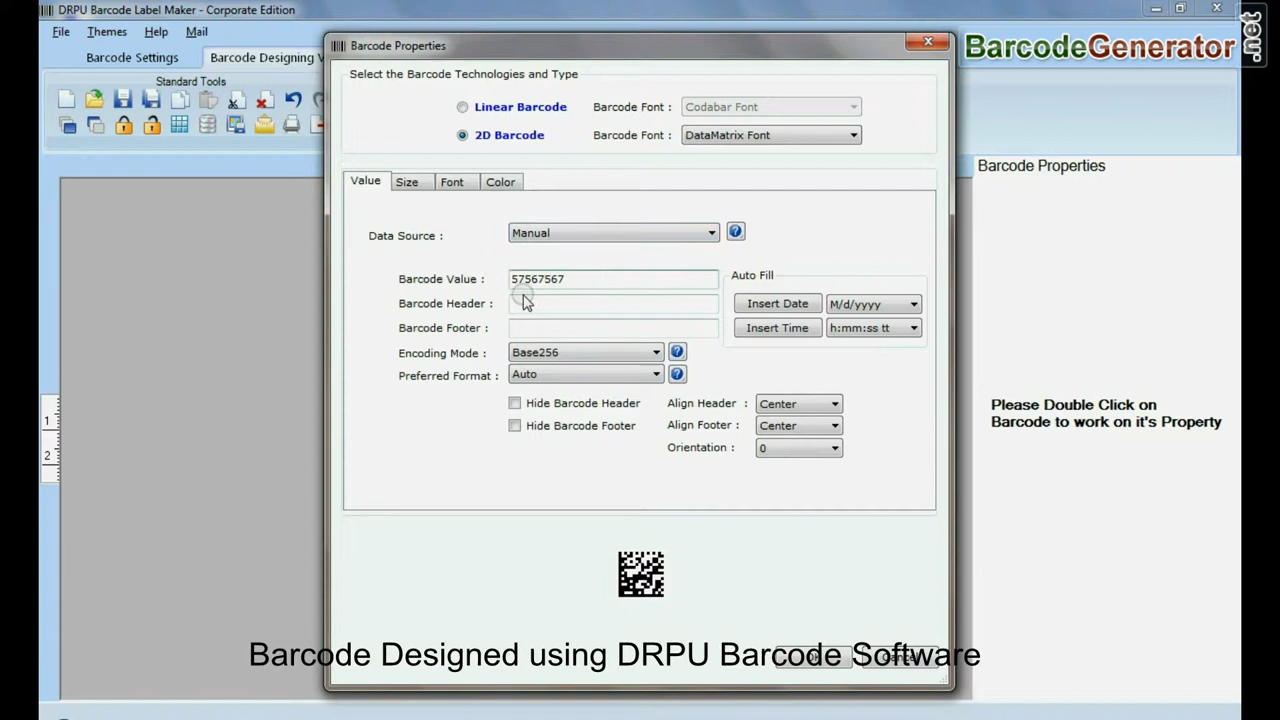 DRPU Barcode Label Maker - Corporate Edition
File Themes Help Mail
Barcode Settings Barcode Designing V
Standard Tools
Barcode Properties
Select the Barcode Technologies and Type
Linear Barcode Barcode Font : Codabar Font
2D Barcode Barcode Font : DataMatrix Font
Value Size Font Color
Data Source : Manual
Barcode Value : 57567567
Barcode Header :
Barcode Footer :
Encoding Mode : Base256
Preferred Format : Auto
Auto Fill
Insert Date M/d/yyyy
Insert Time h:mm:ss tt
Hide Barcode Header Align Header : Center
Hide Barcode Footer Align Footer : Center
Orientation : 0
BarcodeGenerator.net
Barcode Properties
Please Double Click on
Barcode to work on it's Property
1
2
Barcode Designed using DRPU Barcode Software